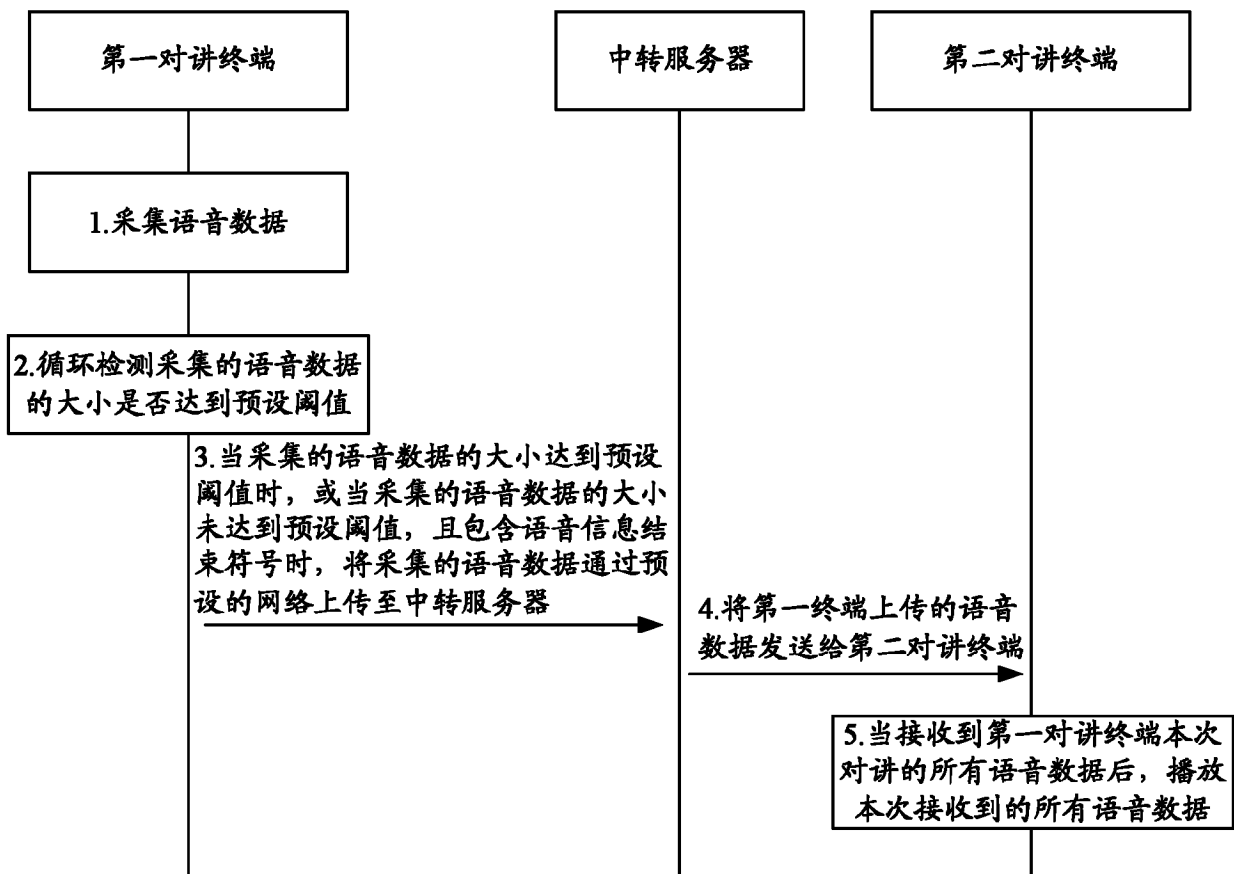 第一对讲终端
中转服务器
第二对讲终端
1.采集语音数据
2.循环检测采集的语音数据
的大小是否达到预设阈值
3.当采集的语音数据的大小达到预设
阈值时，或当采集的语音数据的大小
未达到预设阈值，且包含语音信息结
束符号时，将采集的语音数据通过预
设的网络上传至中转服务器
4.将第一终端上传的语音
数据发送给第二对讲终端
5.当接收到第一对讲终端本次
对讲的所有语音数据后，播放
本次接收到的所有语音数据